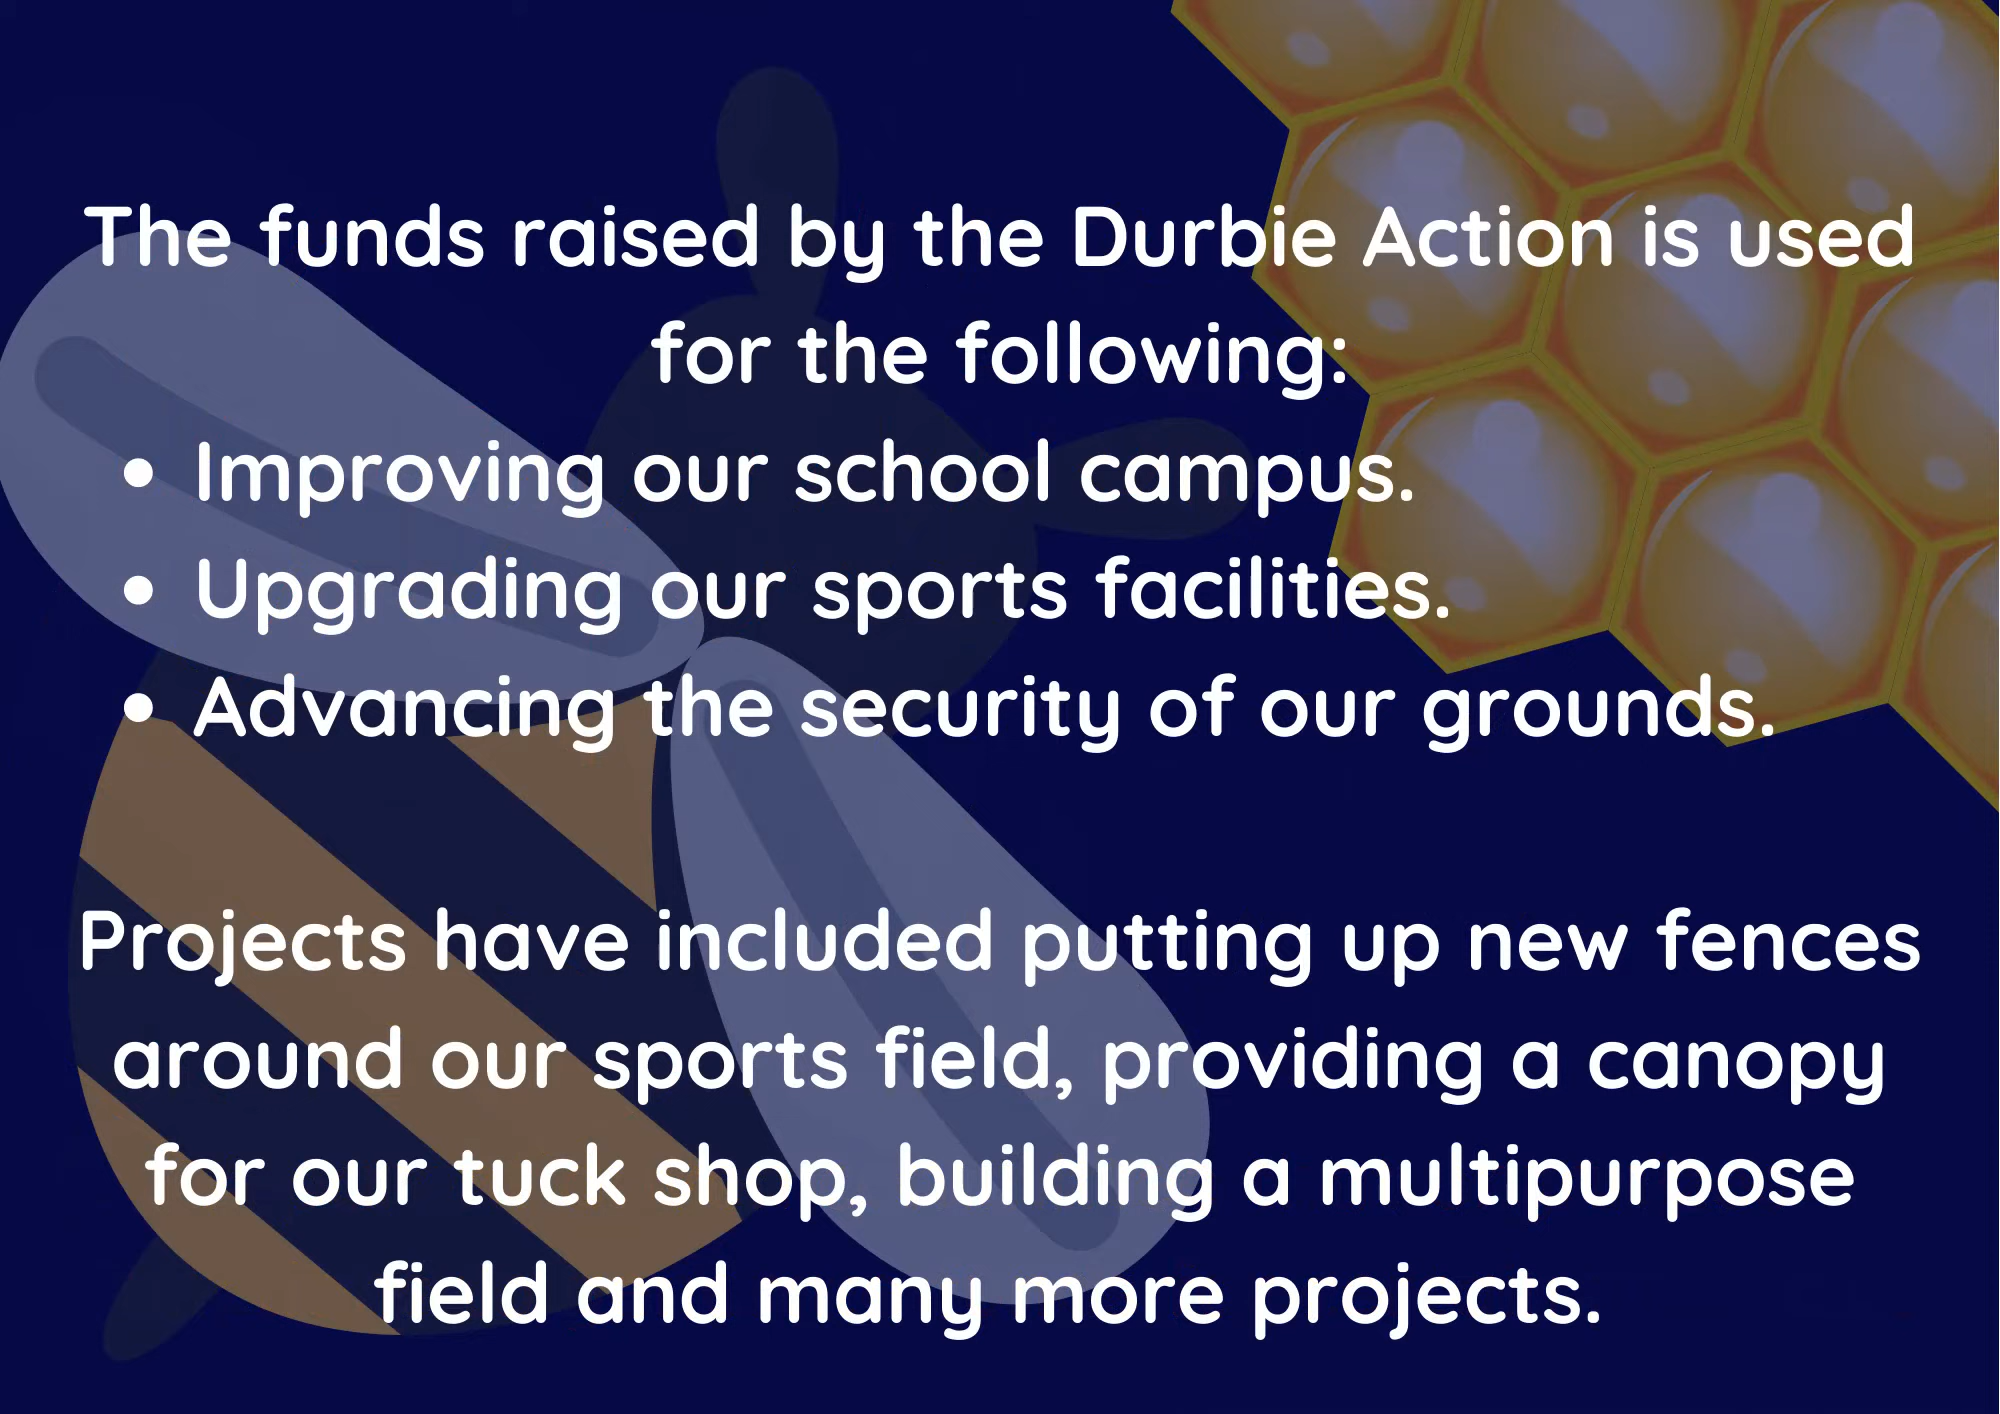 The funds raised by the Durbie Action is used
for the following:
• Improving our school campus.
• Upgrading our sports facilities.
• Advancing the security of our grounds.
Projects have included putting up new fences
around our sports field, providing a canopy
for our tuck shop, building a multipurpose
field and many more projects.